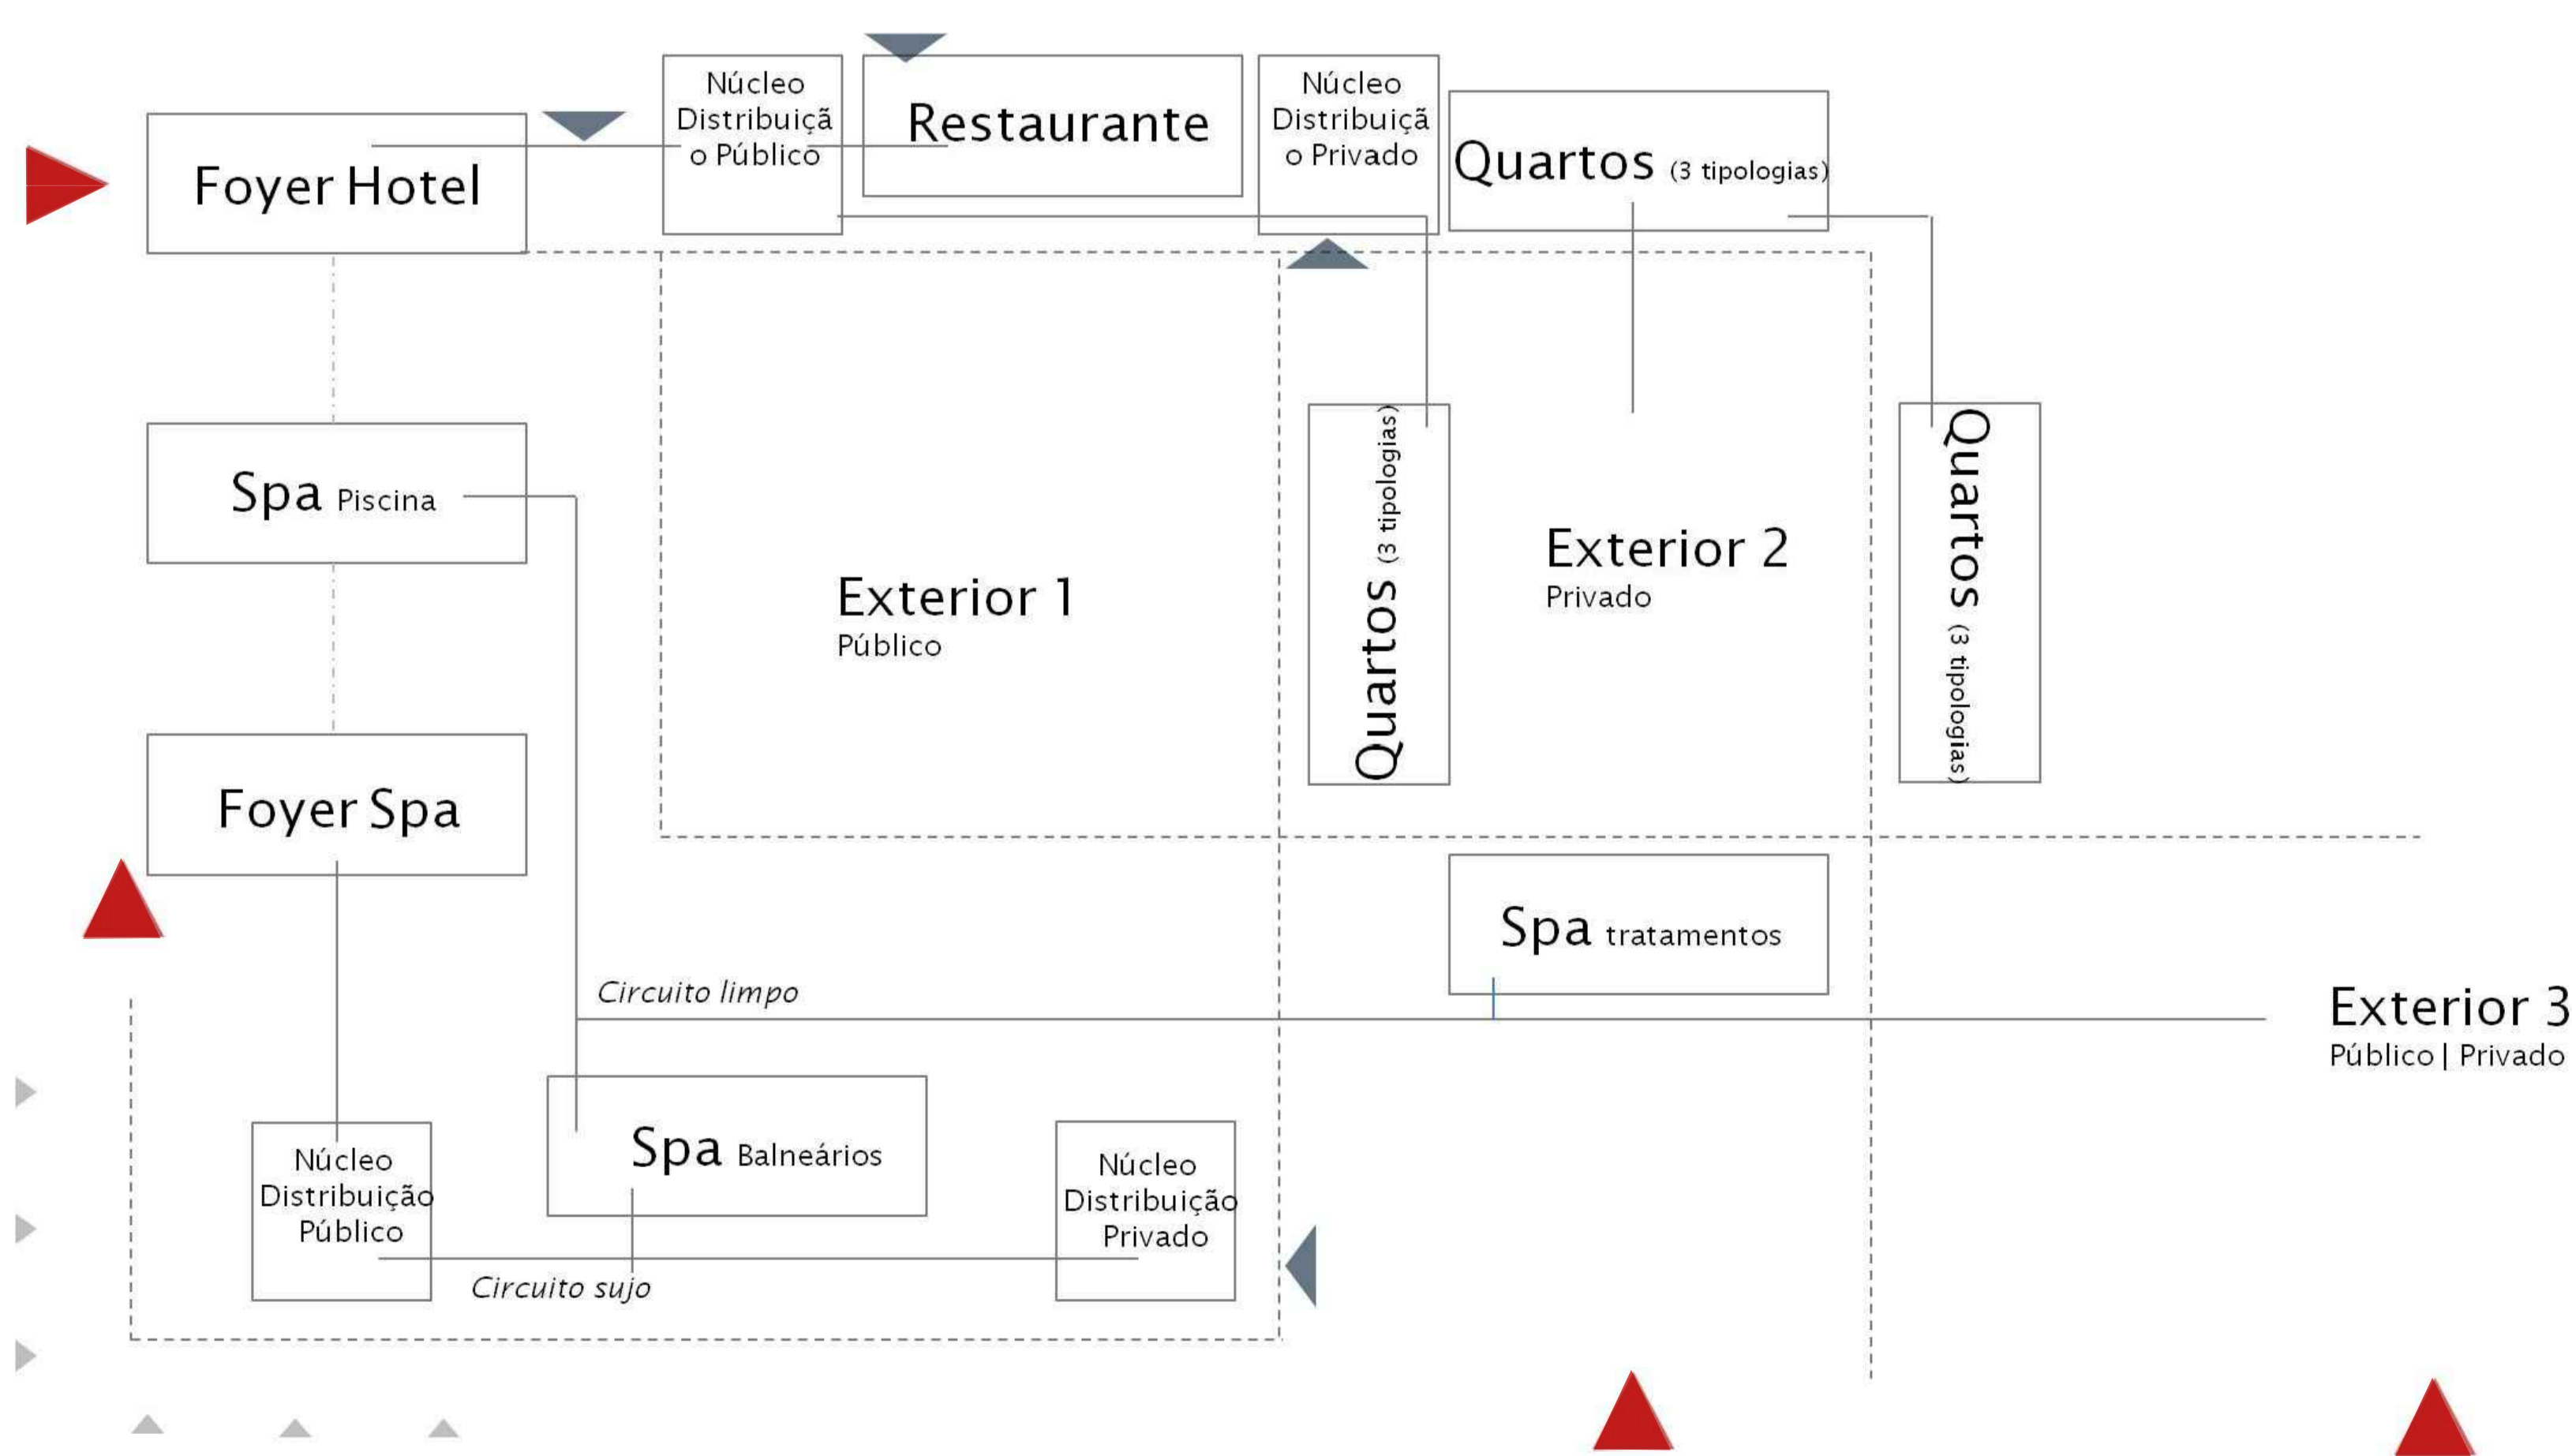 Núcleo
Distribuiçã
o Público
Restaurante
Núcleo
Distribuiçã
o Privado
Quartos (3 tipologias)
Foyer Hotel
Spa Piscina
Exterior 1
Público
Quartos (3 tipologias)
Exterior 2
Privado
Quartos (3 tipologias)
Foyer Spa
Spa tratamentos
Circuito limpo
Exterior 3
Público | Privado
Núcleo
Distribuição
Público
Spa Balneários
Núcleo
Distribuição
Privado
Circuito sujo